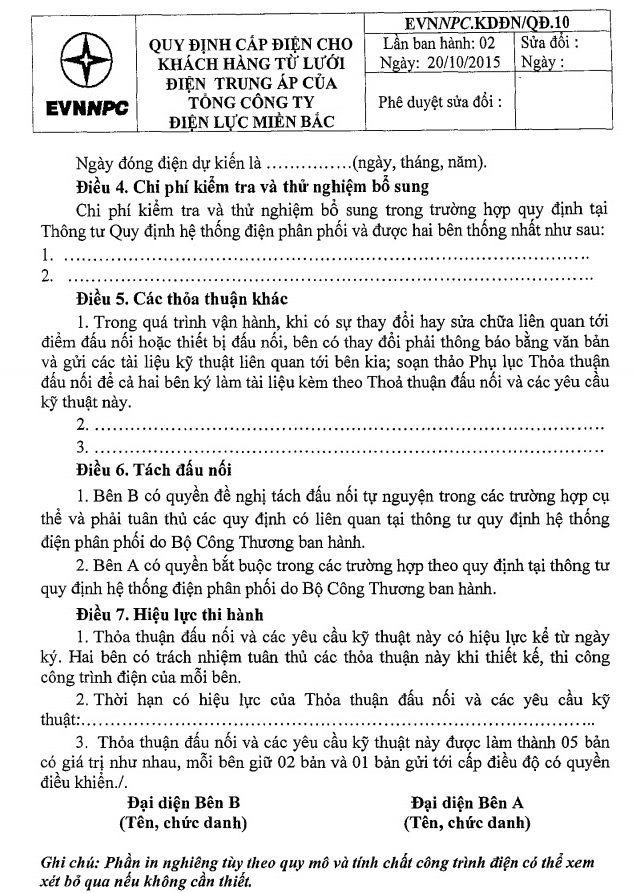 EVNNPC
QUY ĐỊNH CẤP ĐIỆN CHO
KHÁCH HÀNG TỪ LƯỚI
ĐIỆN TRUNG ÁP CỦA
TỔNG CÔNG TY
ĐIỆN LỰC MIỀN BẮC
EVNNPC.KDĐN/QĐ.10
Lần ban hành: 02
Ngày: 20/10/2015
Sửa đổi :
Ngày :
Phê duyệt sửa đổi :
Ngày đóng điện dự kiến là ……………(ngày, tháng, năm).
Điều 4. Chi phí kiểm tra và thử nghiệm bổ sung
Chi phí kiểm tra và thử nghiệm bổ sung trong trường hợp quy định tại
Thông tư Quy định hệ thống điện phân phối và được hai bên thống nhất như sau:
1. ……………………………………………………………………………
2. ……………………………………………………………………………
Điều 5. Các thỏa thuận khác
1. Trong quá trình vận hành, khi có sự thay đổi hay sửa chữa liên quan tới
điểm đấu nối hoặc thiết bị đấu nối, bên có thay đổi phải thông báo bằng văn bản
và gửi các tài liệu kỹ thuật liên quan tới bên kia; soạn thảo Phụ lục Thỏa thuận
đấu nối để cả hai bên ký làm tài liệu kèm theo Thoả thuận đấu nối và các yêu cầu
kỹ thuật này.
2. …………………………………………………………………………
3. …………………………………………………………………………
Điều 6. Tách đấu nối
1. Bên B có quyền đề nghị tách đấu nối tự nguyện trong các trường hợp cụ
thể và phải tuân thủ các quy định có liên quan tại thông tư quy định hệ thống
điện phân phối do Bộ Công Thương ban hành.
2. Bên A có quyền bắt buộc trong các trường hợp theo quy định tại thông tư
quy định hệ thống điện phân phối do Bộ Công Thương ban hành.
Điều 7. Hiệu lực thi hành
1. Thỏa thuận đấu nối và các yêu cầu kỹ thuật này có hiệu lực kể từ ngày
ký. Hai bên có trách nhiệm tuân thủ các thỏa thuận này khi thiết kế, thi công
công trình điện của mỗi bên.
2. Thời hạn có hiệu lực của Thỏa thuận đấu nối và các yêu cầu kỹ
thuật:…………………………………………………………………………..
3. Thỏa thuận đấu nối và các yêu cầu kỹ thuật này được làm thành 05 bản
có giá trị như nhau, mỗi bên giữ 02 bản và 01 bản gửi tới cấp điều độ có quyền
điều khiển./.
Đại diện Bên B
(Tên, chức danh)
Đại diện Bên A
(Tên, chức danh)
Ghi chú: Phần in nghiêng tùy theo quy mô và tính chất công trình điện có thể xem
xét bỏ qua nếu không cần thiết.